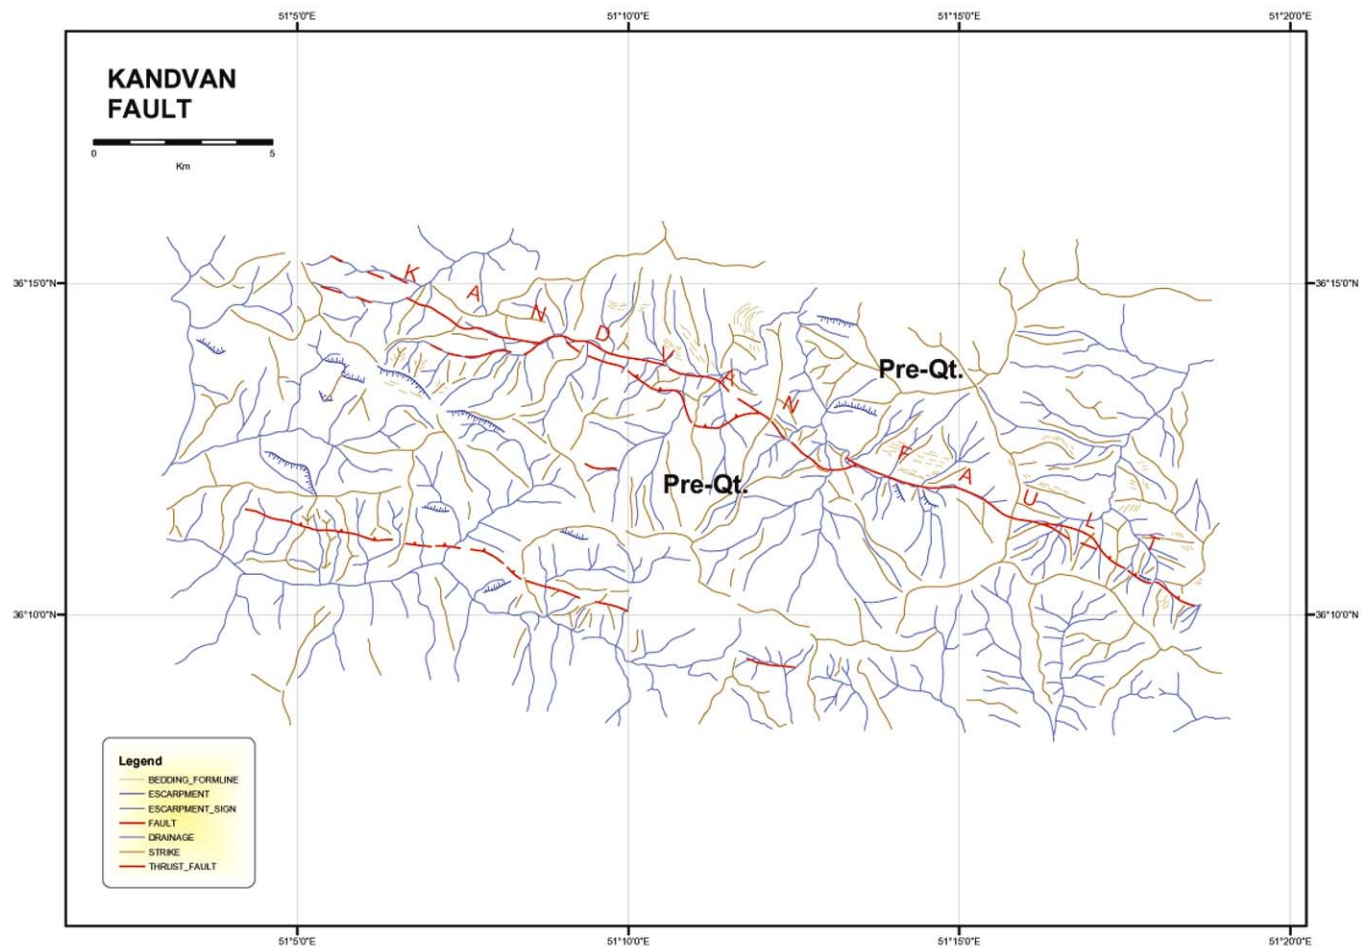 51°5'0"E
51°10'0"E
51°15'0"E
51°20'0"E
KANDVAN
FAULT
0 5
Km
36°15'0"N
36°15'0"N
KANDVAN FAULT
Pre-Qt.
Pre-Qt.
36°10'0"N
36°10'0"N
Legend
BEDDING_FORMLINE
ESCARPMENT
ESCARPMENT_SIGN
FAULT
DRAINAGE
STRIKE
THRUST_FAULT
51°5'0"E
51°10'0"E
51°15'0"E
51°20'0"E